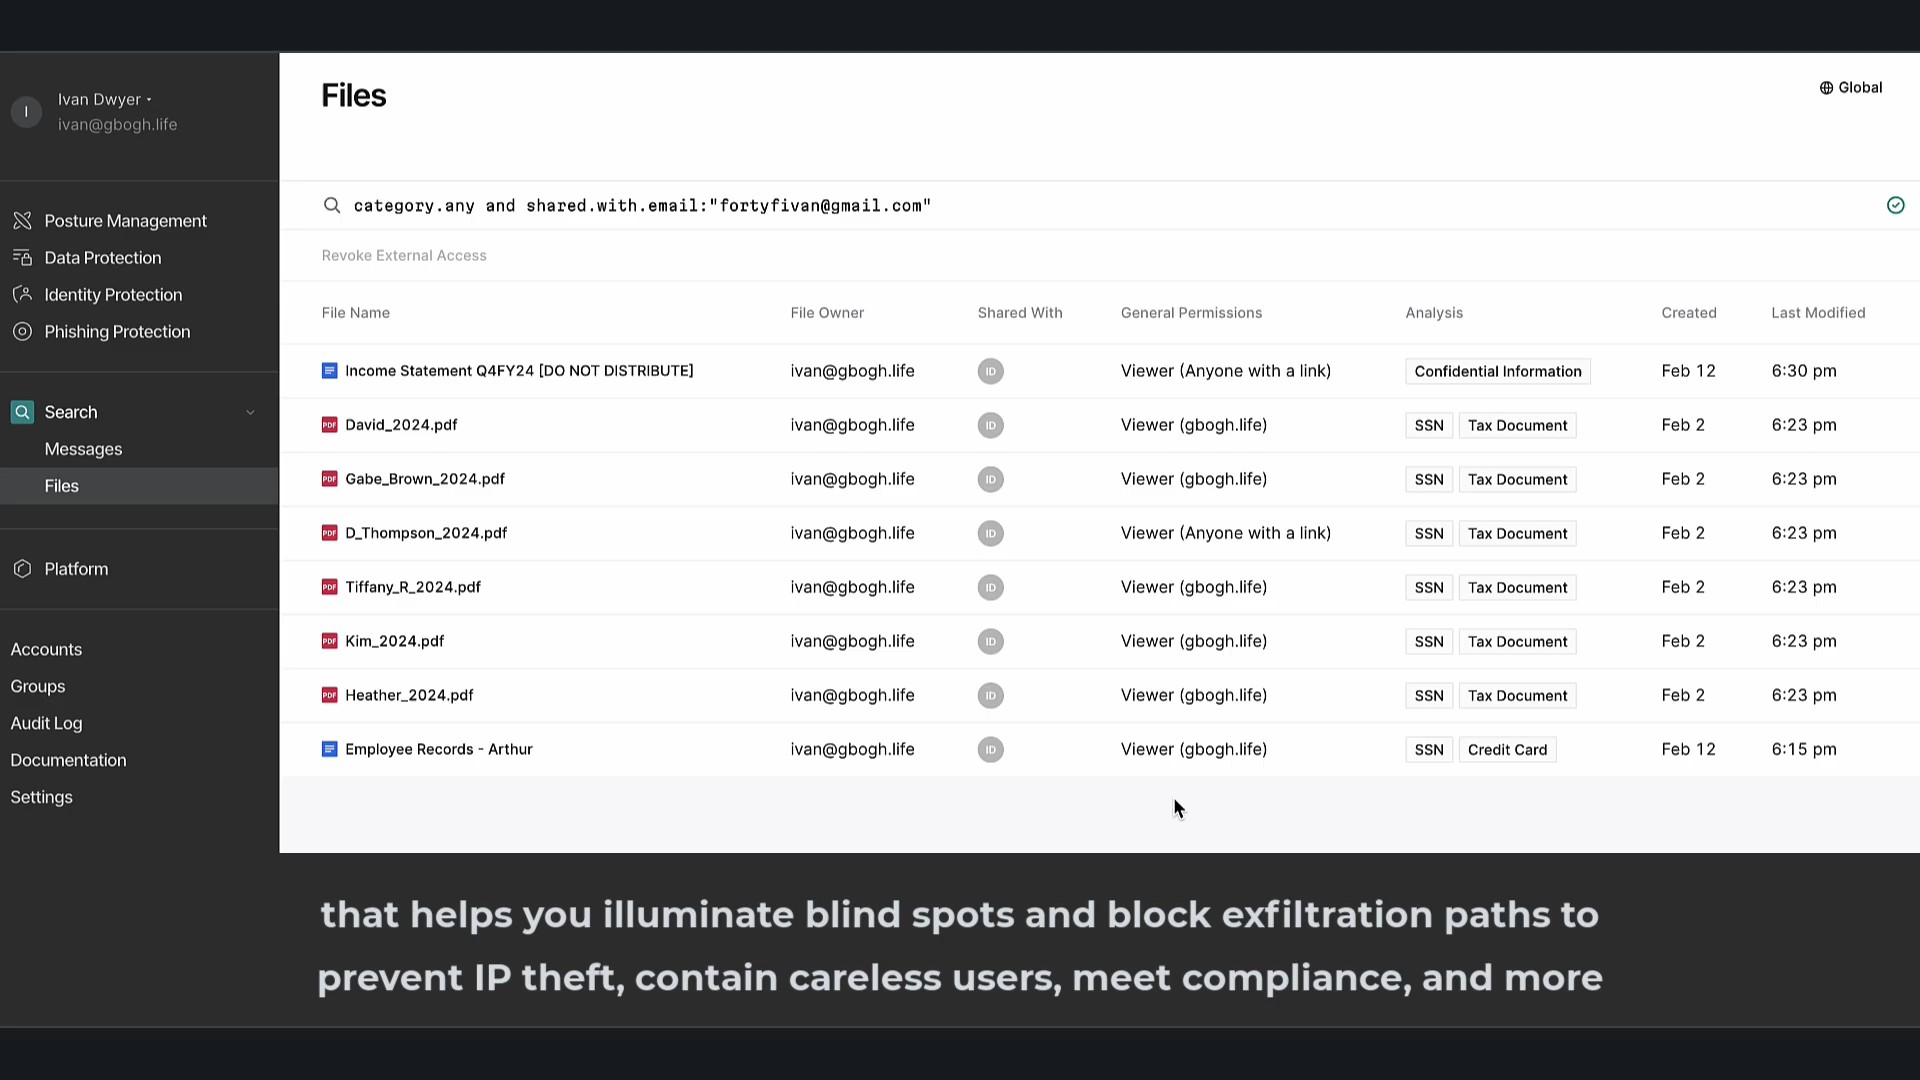 I
Ivan Dwyer
ivan@gbogh.life
Posture Management
Data Protection
Identity Protection
Phishing Protection
Search
Messages
Files
Platform
Accounts
Groups
Audit Log
Documentation
Settings
Files
Global
category.any and shared.with.email:"fortyfivan@gmail.com"
Revoke External Access
File Name File Owner Shared With General Permissions Analysis Created Last Modified
Income Statement Q4FY24 [DO NOT DISTRIBUTE] ivan@gbogh.life ID Viewer (Anyone with a link) Confidential Information Feb 12 6:30 pm
PDF David_2024.pdf ivan@gbogh.life ID Viewer (gbogh.life) SSN Tax Document Feb 2 6:23 pm
PDF Gabe_Brown_2024.pdf ivan@gbogh.life ID Viewer (gbogh.life) SSN Tax Document Feb 2 6:23 pm
PDF D_Thompson_2024.pdf ivan@gbogh.life ID Viewer (Anyone with a link) SSN Tax Document Feb 2 6:23 pm
PDF Tiffany_R_2024.pdf ivan@gbogh.life ID Viewer (gbogh.life) SSN Tax Document Feb 2 6:23 pm
PDF Kim_2024.pdf ivan@gbogh.life ID Viewer (gbogh.life) SSN Tax Document Feb 2 6:23 pm
PDF Heather_2024.pdf ivan@gbogh.life ID Viewer (gbogh.life) SSN Tax Document Feb 2 6:23 pm
Employee Records - Arthur ivan@gbogh.life ID Viewer (gbogh.life) SSN Credit Card Feb 12 6:15 pm
that helps you illuminate blind spots and block exfiltration paths to
prevent IP theft, contain careless users, meet compliance, and more